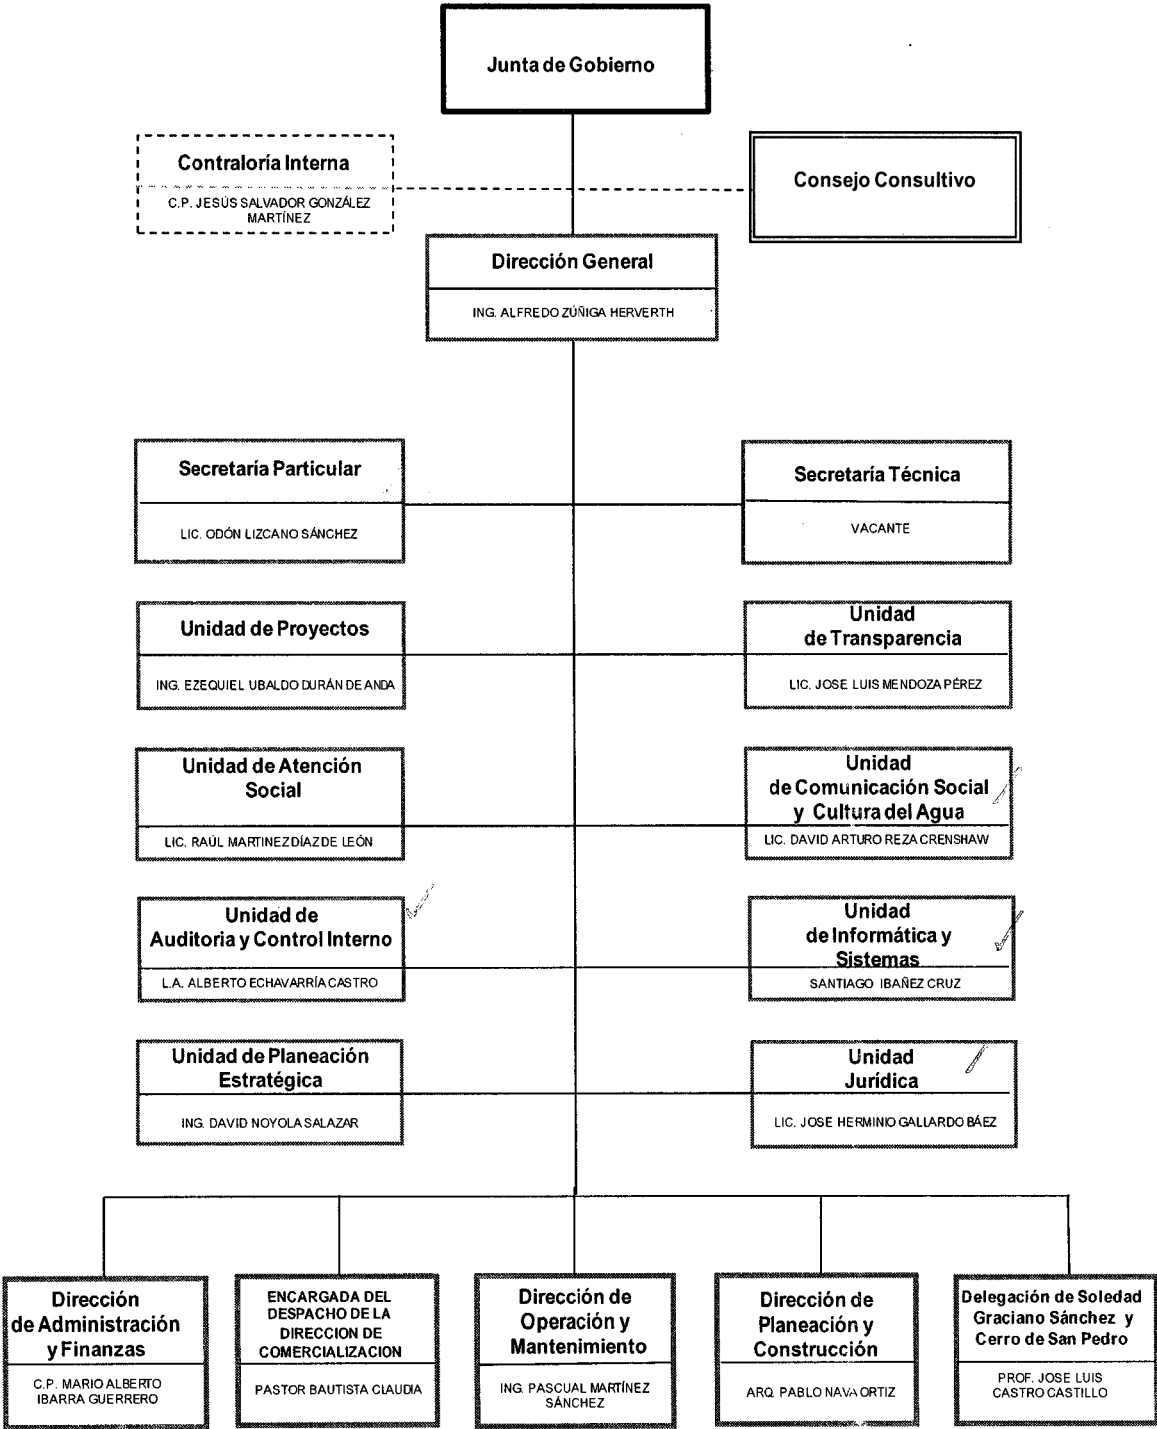 Junta de Gobierno
Contraloría Interna
C.P. JESÚS SALVADOR GONZÁLEZ
MARTÍNEZ
Consejo Consultivo
Dirección General
ING. ALFREDO ZÚÑIGA HERVERTH
Secretaría Particular
LIC. ODÓN LIZCANO SÁNCHEZ
Secretaría Técnica
VACANTE
Unidad de Proyectos
ING. EZEQUIEL UBALDO DURÁN DE ANDA
Unidad
de Transparencia
LIC. JOSE LUIS MENDOZA PÉREZ
Unidad de Atención
Social
LIC. RAÚL MARTINEZ DÍAZ DE LEÓN
Unidad
de Comunicación Social
y Cultura del Agua
LIC. DAVID ARTURO REZA CRENSHAW
Unidad de
Auditoria y Control Interno
L.A. ALBERTO ECHAVARRÍA CASTRO
Unidad
de Informática y
Sistemas
SANTIAGO IBAÑEZ CRUZ
Unidad de Planeación
Estratégica
ING. DAVID NOYOLA SALAZAR
Unidad
Jurídica
LIC. JOSE HERMINIO GALLARDO BÁEZ
Dirección
de Administración
y Finanzas
C.P. MARIO ALBERTO
IBARRA GUERRERO
ENCARGADA DEL
DESPACHO DE LA
DIRECCION DE
COMERCIALIZACION
PASTOR BAUTISTA CLAUDIA
Dirección de
Operación y
Mantenimiento
ING. PASCUAL MARTÍNEZ
SÁNCHEZ
Dirección de
Planeación y
Construcción
ARQ. PABLO NAVA ORTIZ
Delegación de Soledad
Graciano Sánchez y
Cerro de San Pedro
PROF. JOSE LUIS
CASTRO CASTILLO